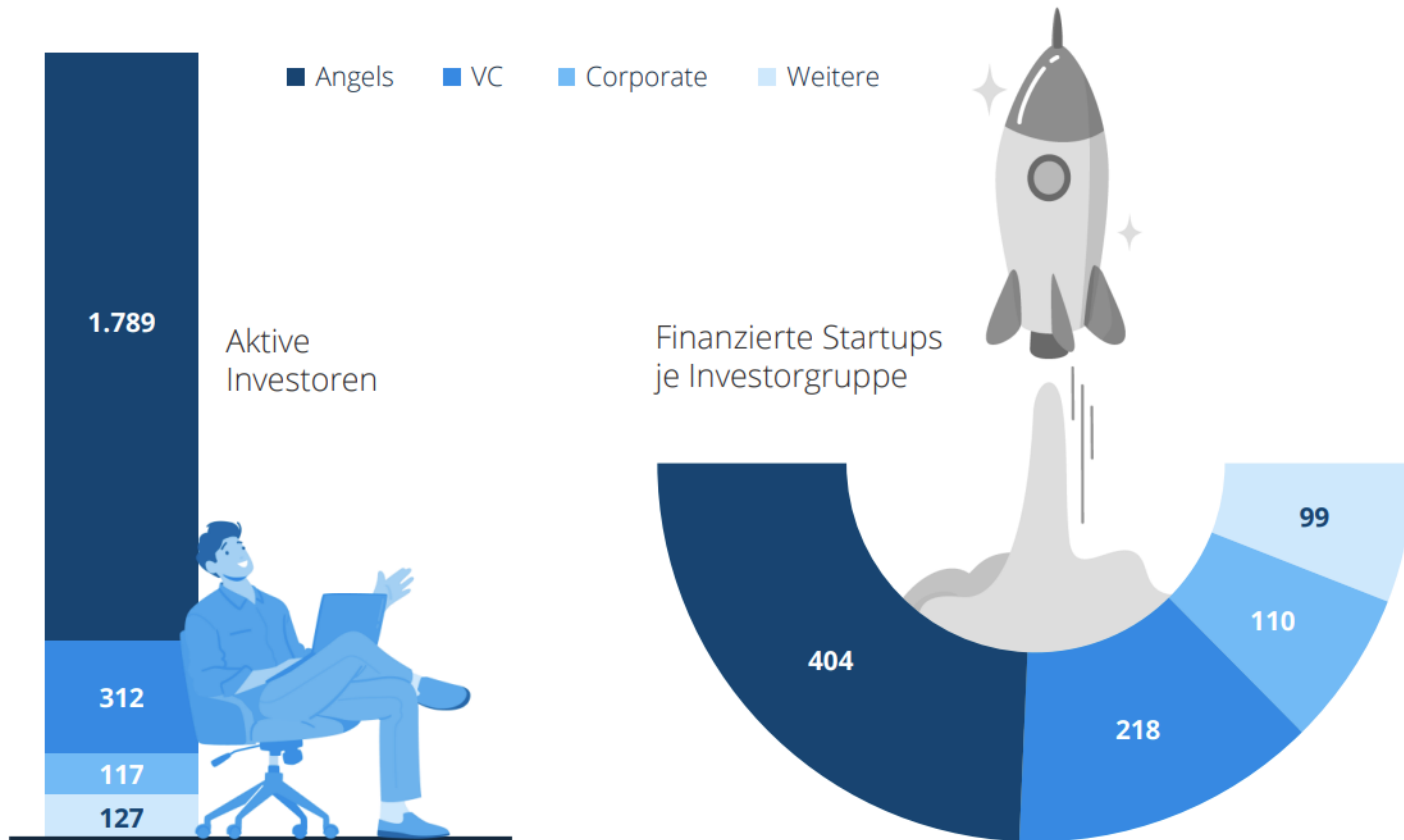 Angels VC Corporate Weitere
1.789
Aktive
Investoren
312
117
127
Finanzierte Startups
je Investorgruppe
404
218
110
99